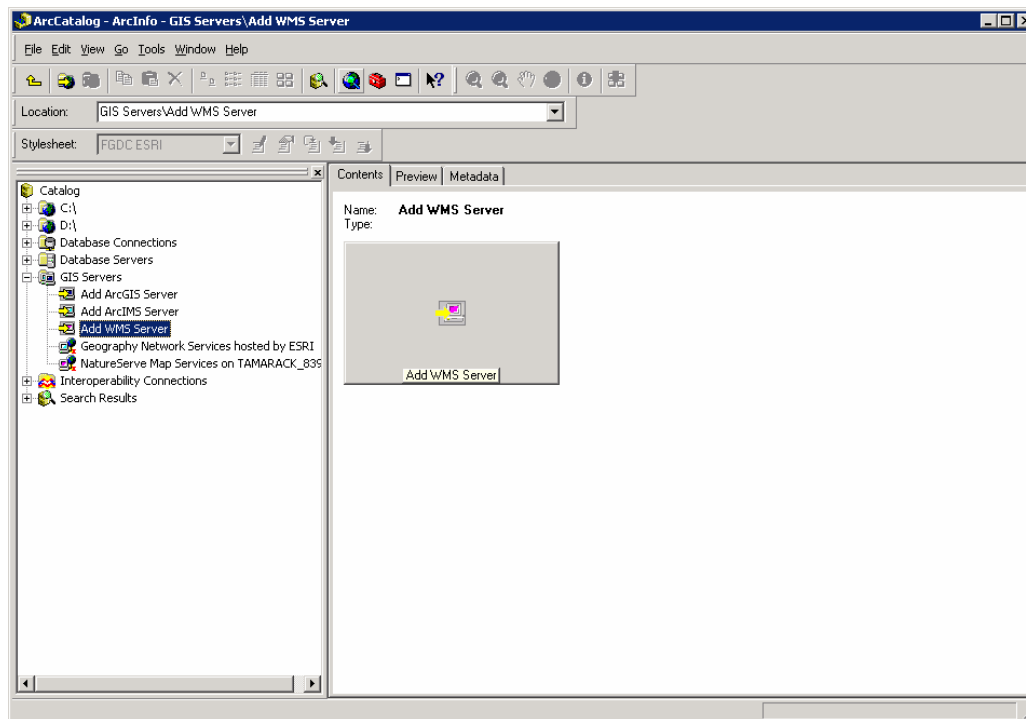 ArcCatalog - ArcInfo - GIS Servers\Add WMS Server
File Edit View Go Tools Window Help
Location: GIS Servers\Add WMS Server
Stylesheet: FGDC ESRI
Catalog
C:\
D:\
Database Connections
Database Servers
GIS Servers
Add ArcGIS Server
Add ArcIMS Server
Add WMS Server
Geography Network Services hosted by ESRI
NatureServe Map Services on TAMARACK_839
Interoperability Connections
Search Results
Contents Preview Metadata
Name: Add WMS Server
Type:
Add WMS Server